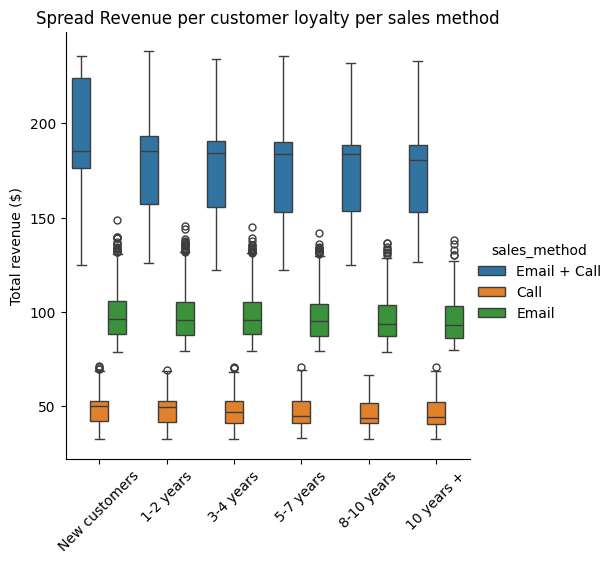 Spread Revenue per customer loyalty per sales method
Total revenue ($)
200
150
100
50
New customers
1-2 years
3-4 years
5-7 years
8-10 years
10 years +
sales_method
Email + Call
Call
Email